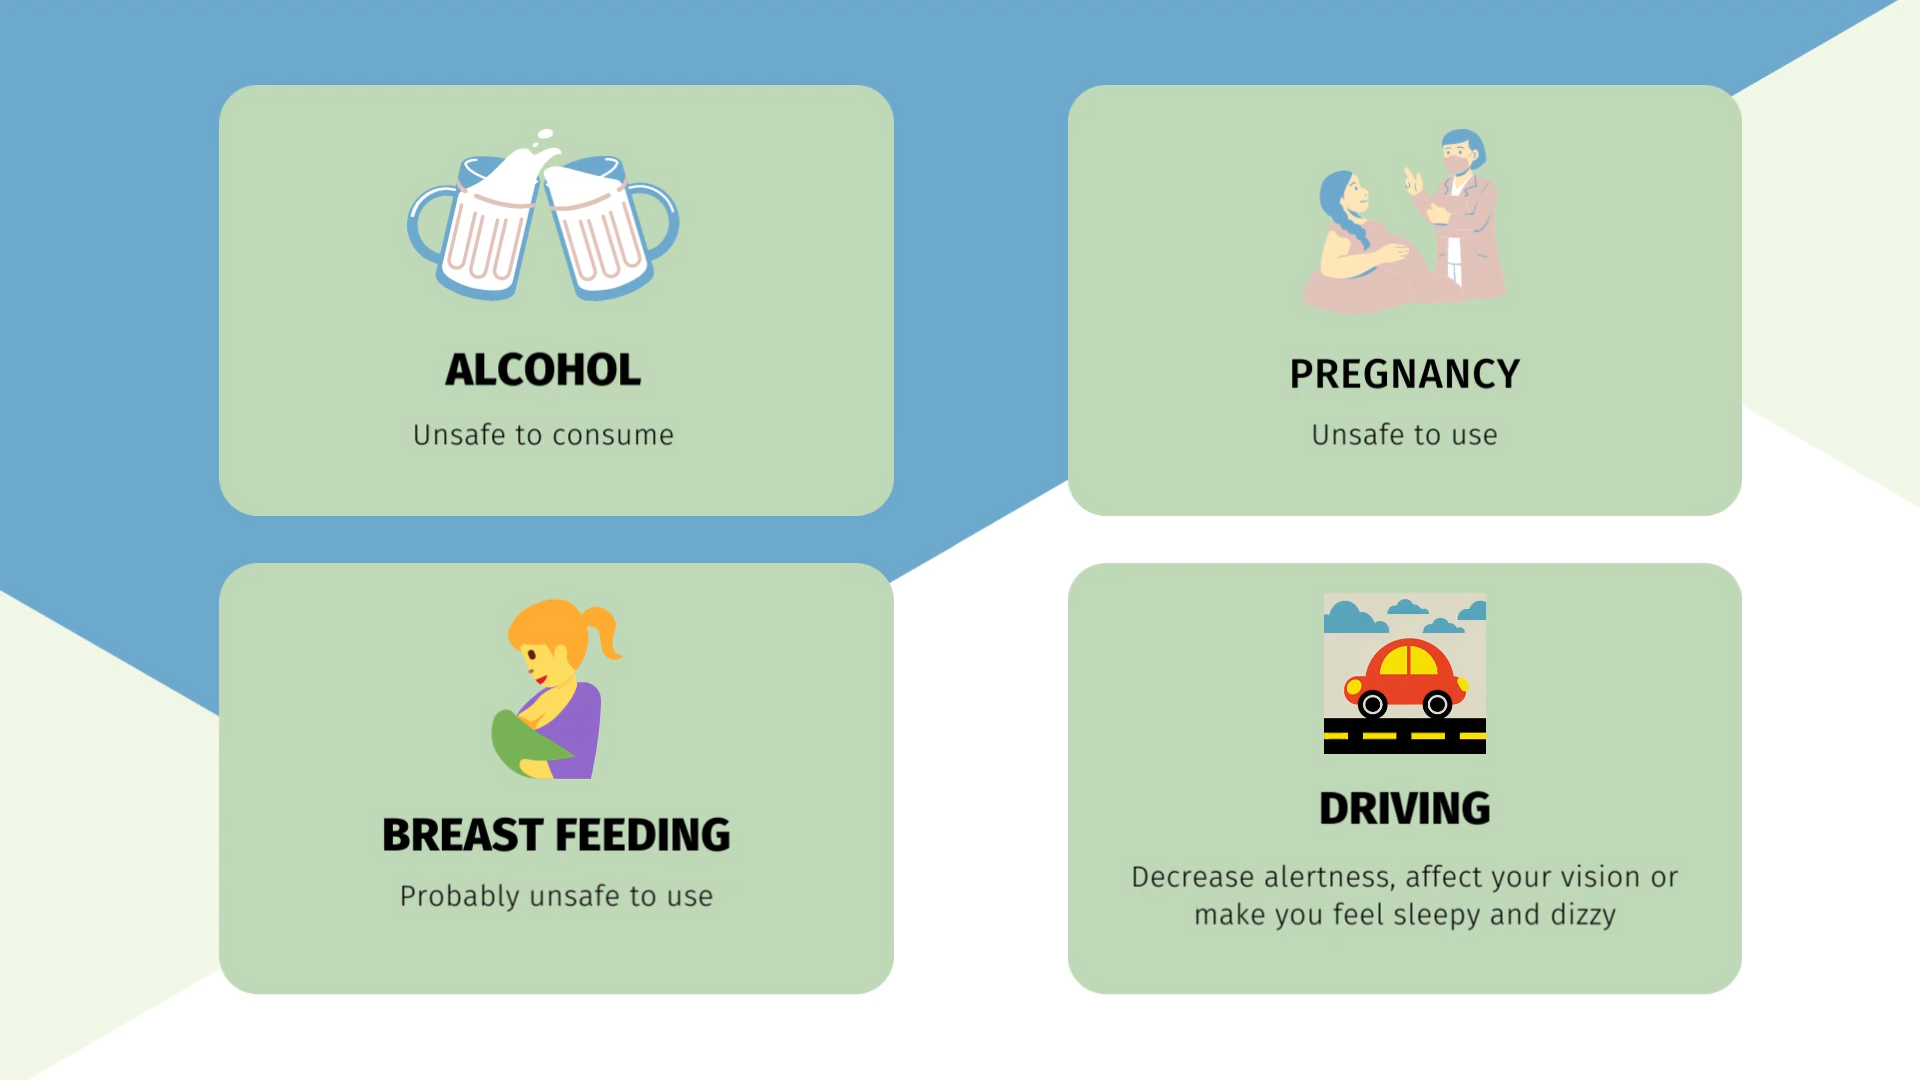 ALCOHOL
Unsafe to consume
PREGNANCY
Unsafe to use
BREAST FEEDING
Probably unsafe to use
DRIVING
Decrease alertness, affect your vision or
make you feel sleepy and dizzy